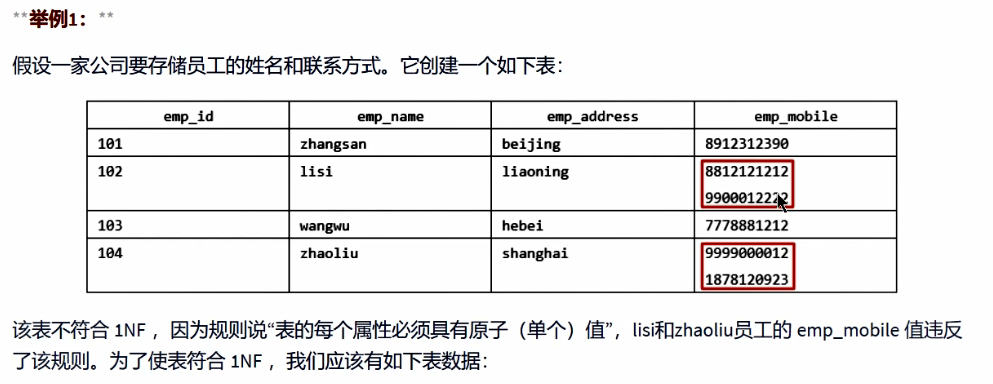 **举例1：**
假设一家公司要存储员工的姓名和联系方式。它创建一个如下表：
emp_id emp_name emp_address emp_mobile
101 zhangsan beijing 8912312390
102 lisi liaoning 8812121212
9900012222
103 wangwu hebei 7778881212
104 zhaoliu shanghai 9999000012
1878120923
该表不符合 1NF ，因为规则说“表的每个属性必须具有原子（单个）值”，lisi和zhaoliu员工的 emp_mobile 值违反
了该规则。为了使表符合 1NF ，我们应该有如下表数据：